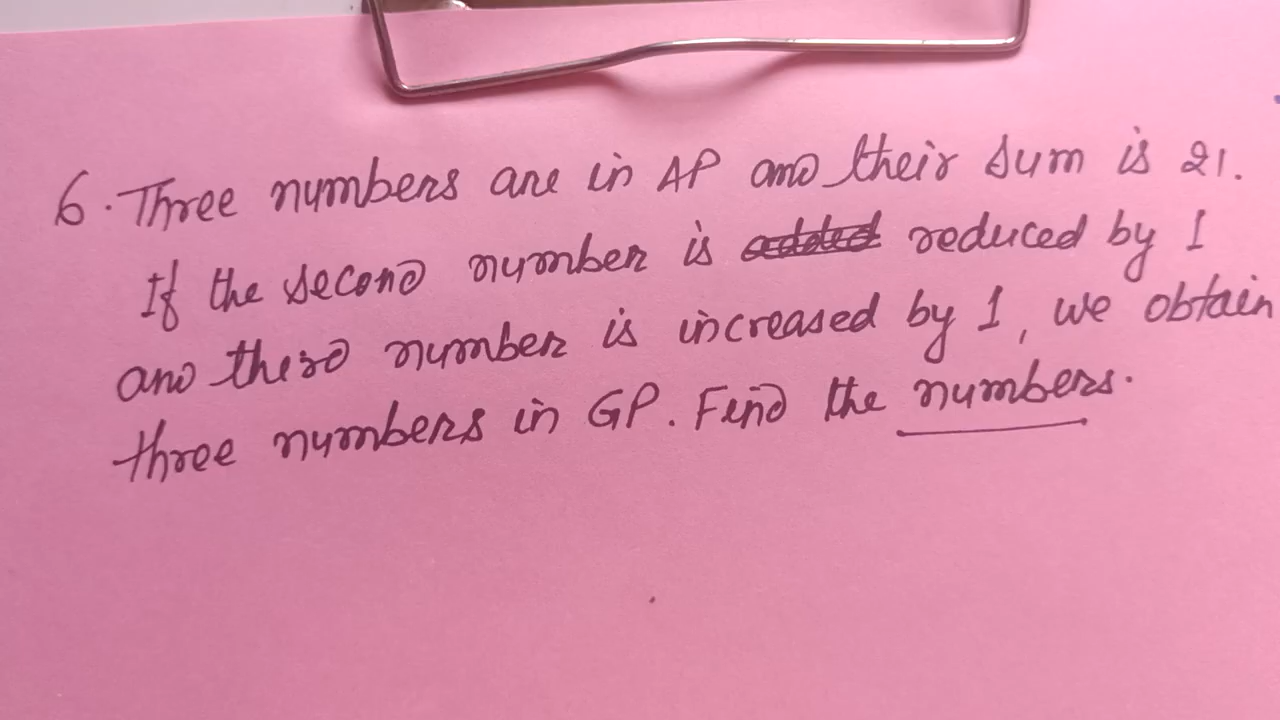 6. Three numbers are in AP and their sum is 21.
If the second number is added reduced by 1
and third number is increased by 1, we obtain
three numbers in GP. Find the numbers.